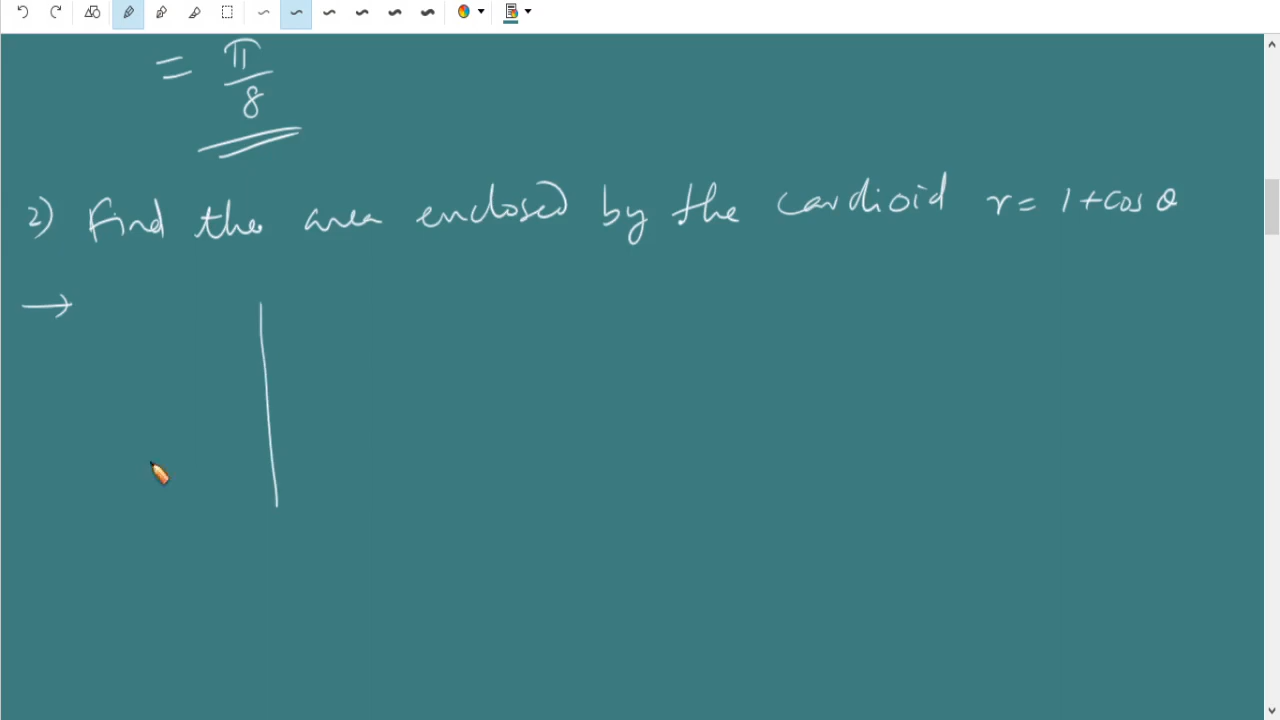 = π/8
2) Find the area enclosed by the cardioid r = 1 + cos θ
→